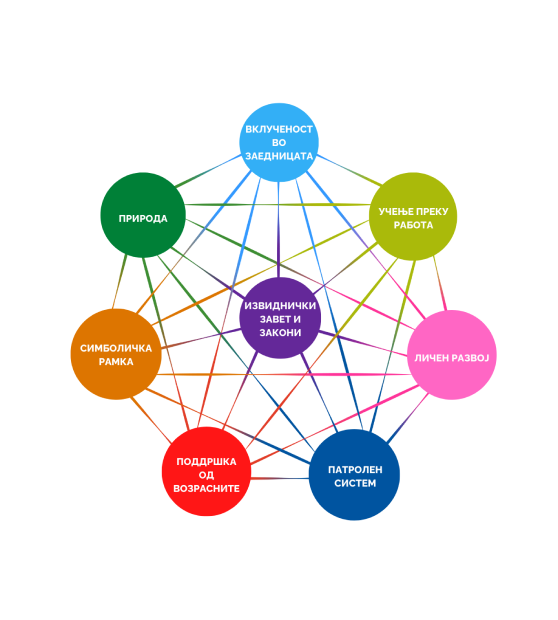 ВКЛУЧЕНОСТ
ВО
ЗАЕДНИЦАТА
ПРИРОДА
УЧЕЊЕ ПРЕКУ
РАБОТА
ИЗВИДНИЧКИ
ЗАВЕТ И
ЗАКОНИ
СИМБОЛИЧКА
РАМКА
ЛИЧЕН РАЗВОЈ
ПОДДРШКА
ОД
ВОЗРАСНИТЕ
ПАТРОЛЕН
СИСТЕМ